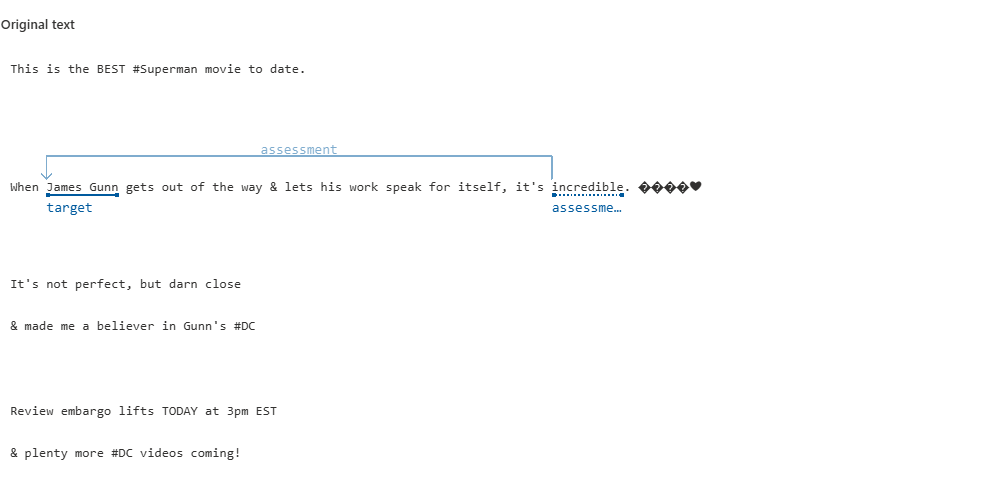 Original text
This is the BEST #Superman movie to date.
assessment
When James Gunn gets out of the way & lets his work speak for itself, it's incredible. ����♥
target assessme…
It's not perfect, but darn close
& made me a believer in Gunn's #DC
Review embargo lifts TODAY at 3pm EST
& plenty more #DC videos coming!